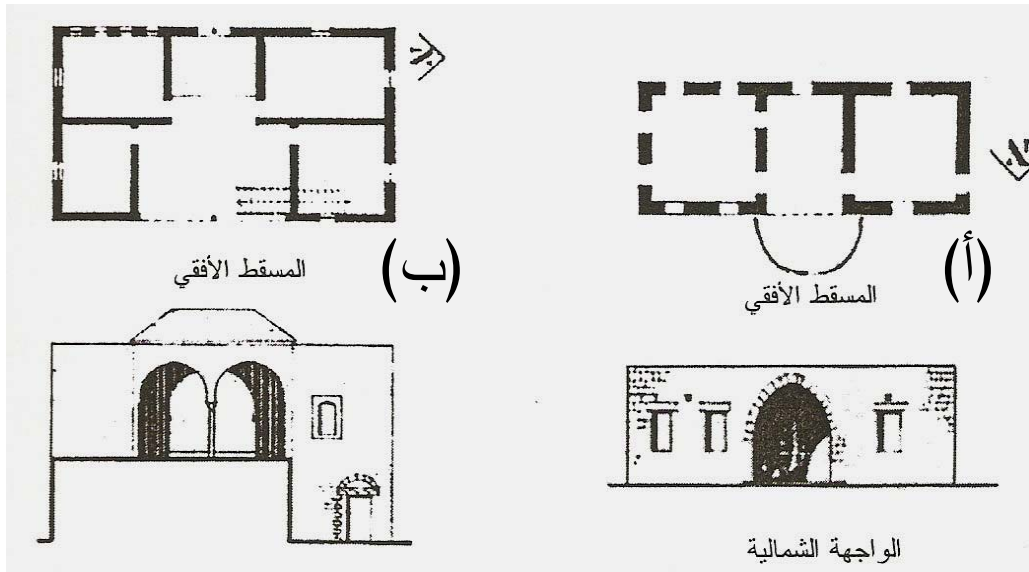 (أ)
المسقط الأفقي
الواجهة الشمالية
(ب)
المسقط الأفقي